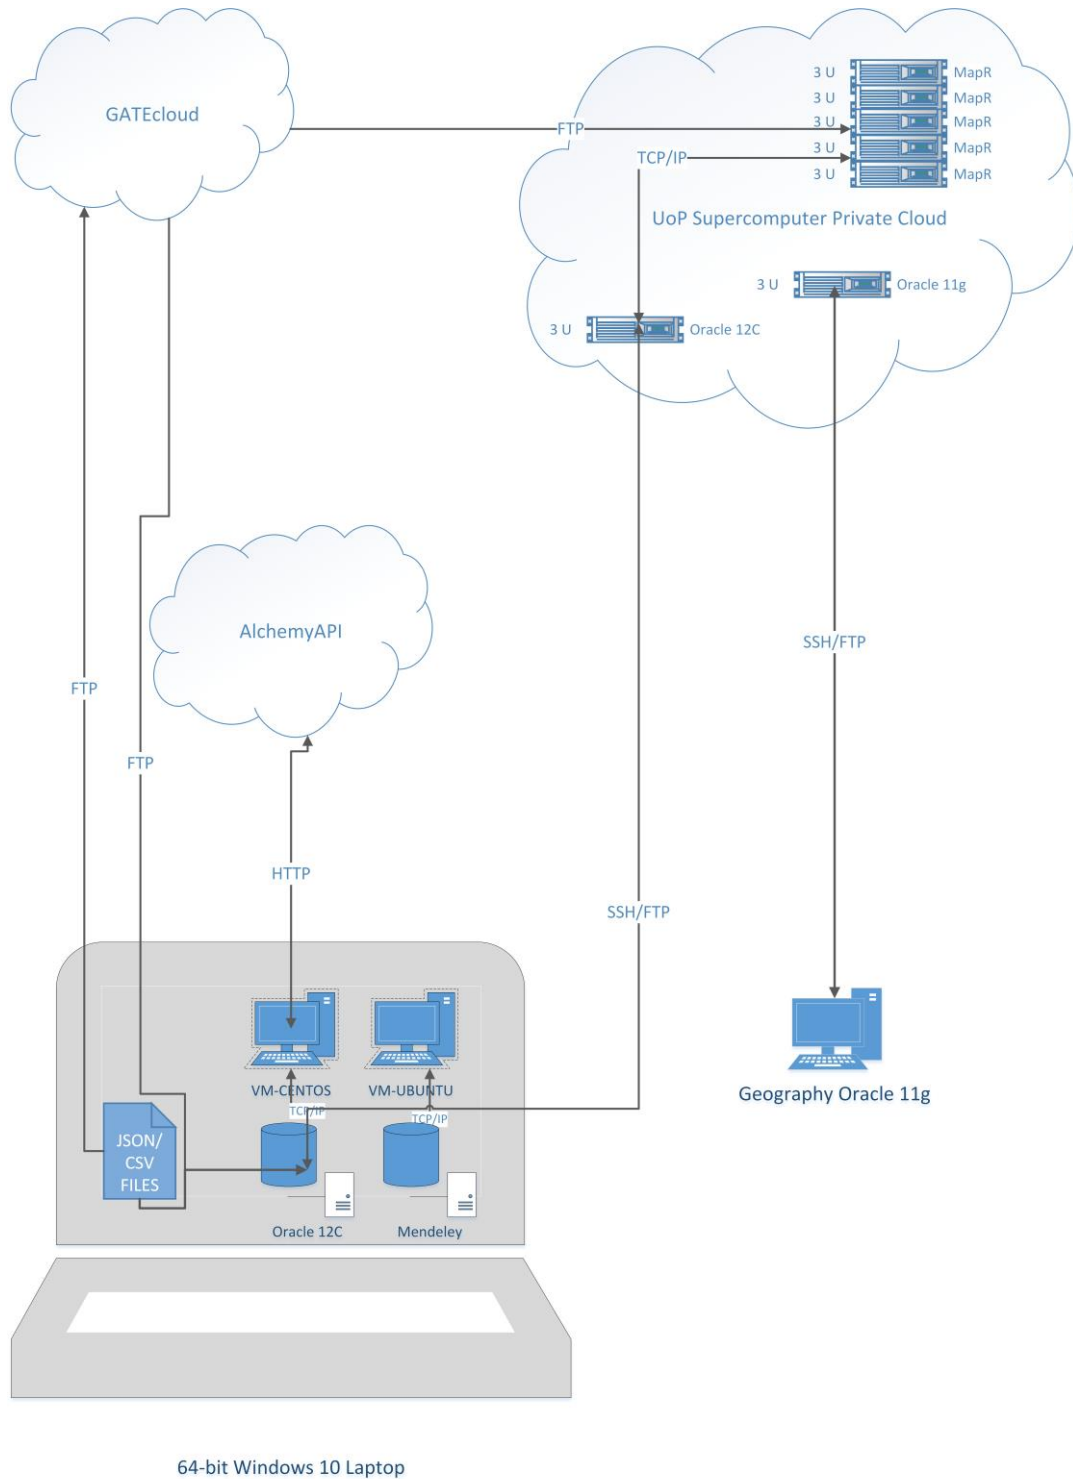 GATEcloud
3 U MapR
3 U MapR
3 U MapR
3 U MapR
3 U MapR
FTP
TCP/IP
UoP Supercomputer Private Cloud
3 U Oracle 11g
3 U Oracle 12C
AlchemyAPI
SSH/FTP
FTP
FTP
HTTP
SSH/FTP
VM-CENTOS
VM-UBUNTU
Geography Oracle 11g
TCP/IP
TCP/IP
JSON/
CSV
FILES
Oracle 12C
Mendeley
64-bit Windows 10 Laptop